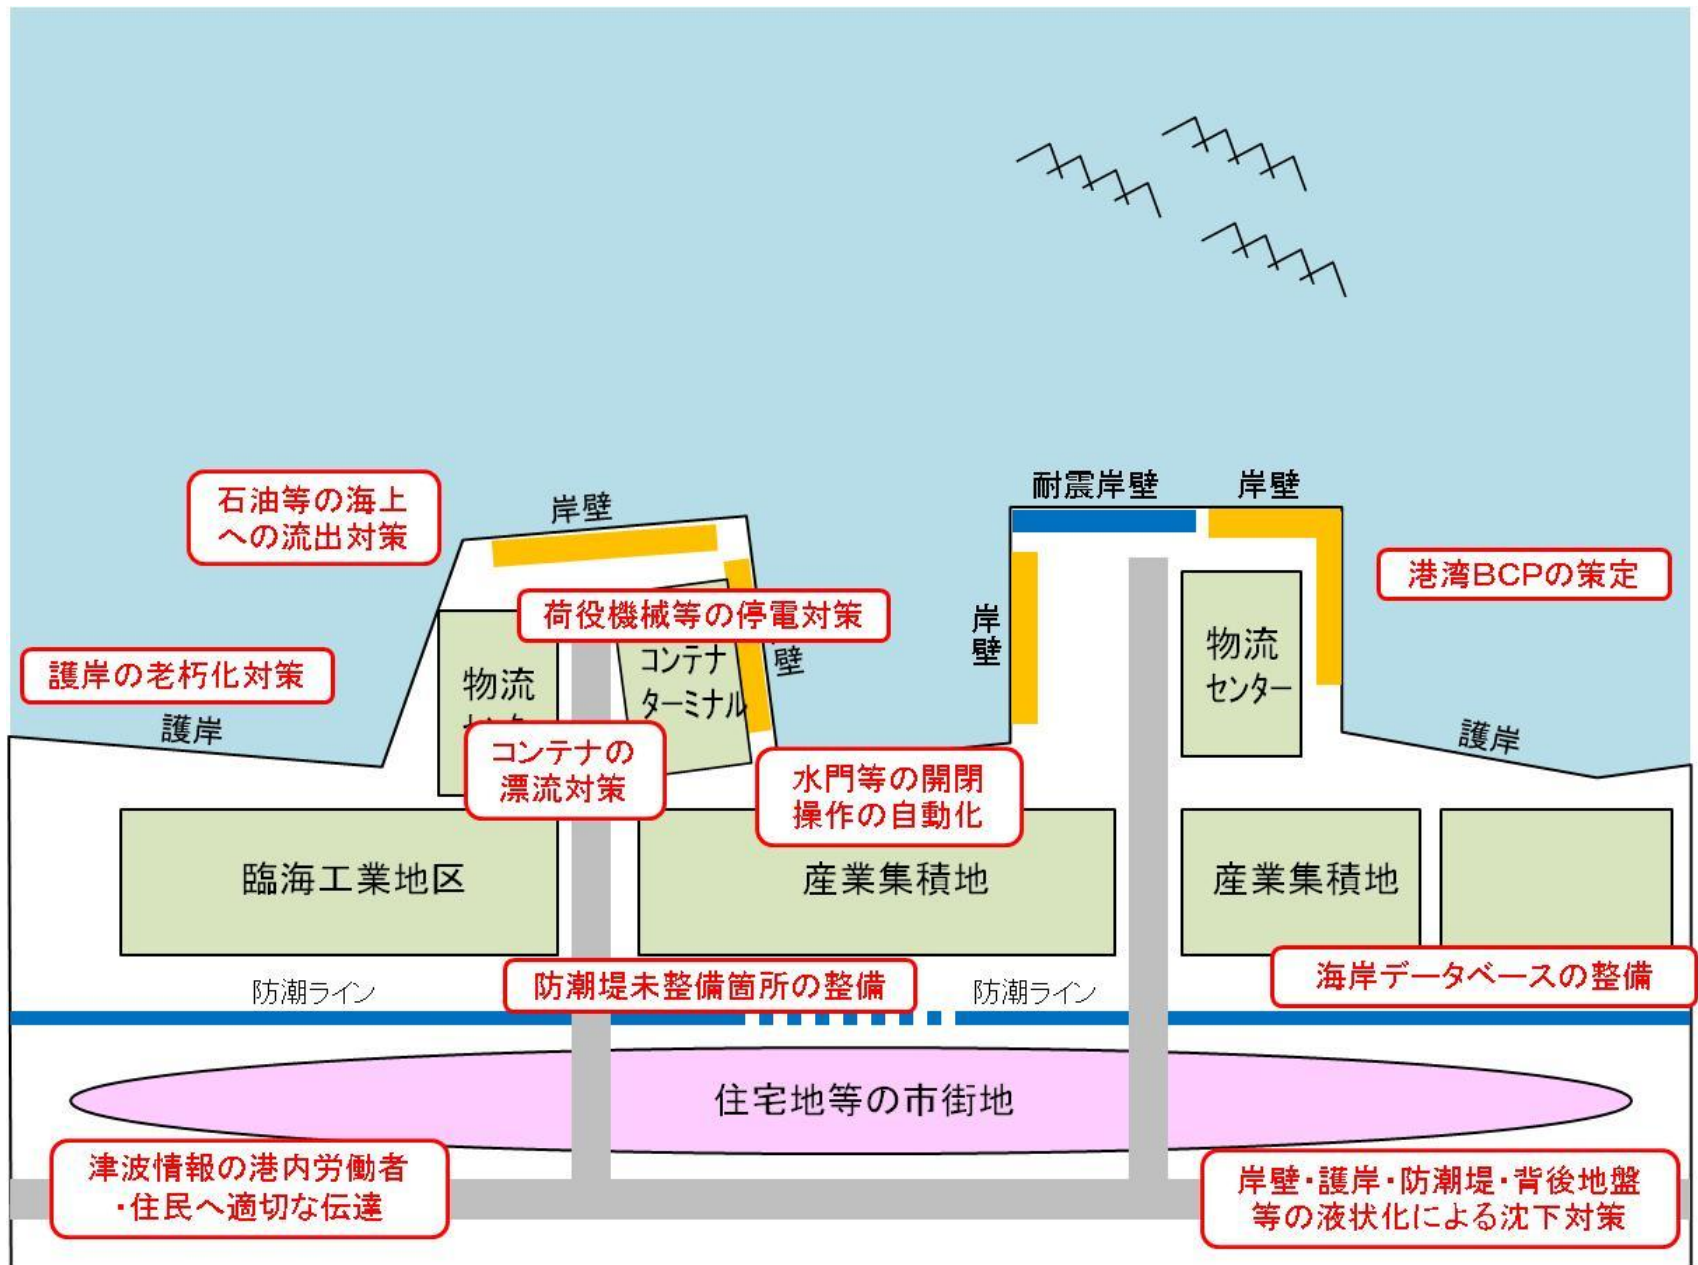 耐震岸壁
岸壁
石油等の海上
への流出対策
岸壁
港湾BCPの策定
荷役機械等の停電対策
岸壁
物流
センター
護岸の老朽化対策
物流
コンテナ
ターミナル
壁
護岸
護岸
コンテナの
漂流対策
水門等の開閉
操作の自動化
臨海工業地区
産業集積地
産業集積地
防潮ライン
防潮堤未整備箇所の整備
防潮ライン
海岸データベースの整備
住宅地等の市街地
津波情報の港内労働者
・住民へ適切な伝達
岸壁・護岸・防潮堤・背後地盤
等の液状化による沈下対策